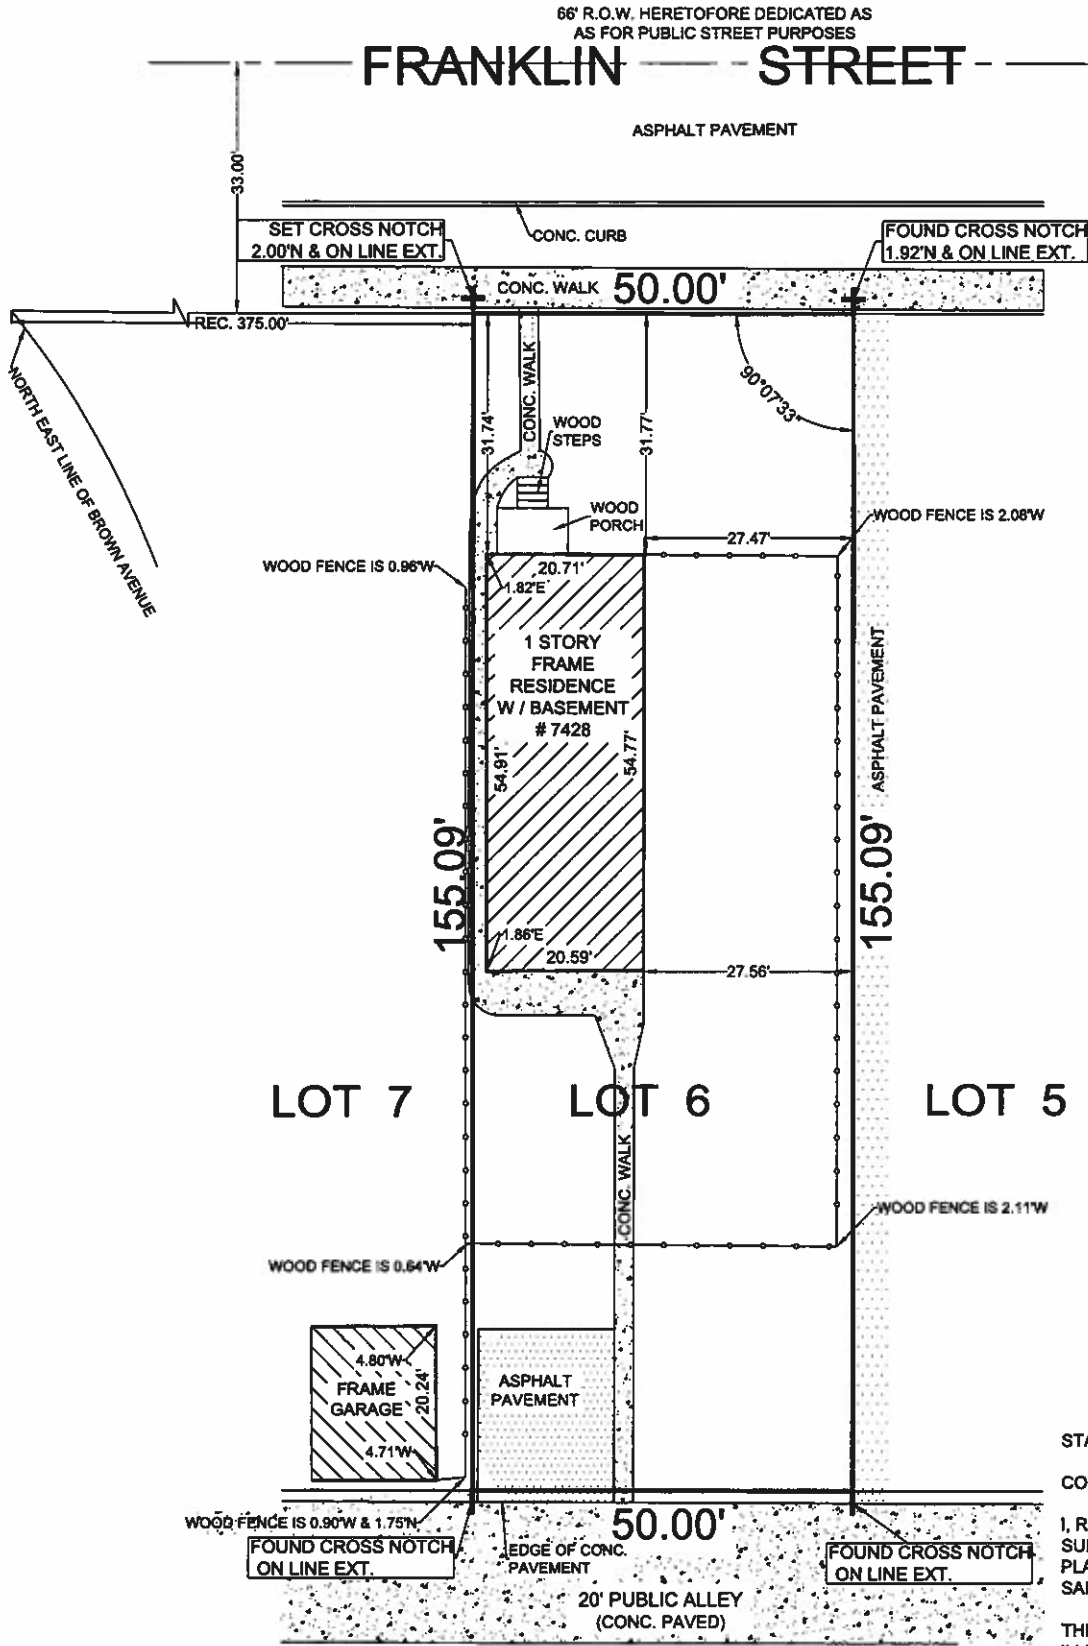 66' R.O.W. HERETOFORE DEDICATED AS
AS FOR PUBLIC STREET PURPOSES
FRANKLIN STREET
ASPHALT PAVEMENT
33.00'
SET CROSS NOTCH
2.00'N & ON LINE EXT.
CONC. CURB
FOUND CROSS NOTCH
1.92'N & ON LINE EXT.
CONC. WALK
50.00'
REC. 375.00'
NORTH EAST LINE OF BROWN AVENUE
CONC. WALK
31.74'
31.77'
90°07'33"
WOOD
STEPS
WOOD
PORCH
WOOD FENCE IS 2.08'W
27.47'
WOOD FENCE IS 0.96'W
20.71'
1.82'E
1 STORY
FRAME
RESIDENCE
W / BASEMENT
# 7428
54.91'
54.77'
ASPHALT PAVEMENT
155.09'
155.09'
1.86'E
20.59'
27.56'
LOT 7
LOT 6
LOT 5
CONC. WALK
WOOD FENCE IS 2.11'W
WOOD FENCE IS 0.64'W
4.80'W
FRAME
GARAGE
20.24'
4.71'W
ASPHALT
PAVEMENT
STA
CO
WOOD FENCE IS 0.90'W & 1.75'N
FOUND CROSS NOTCH
ON LINE EXT.
EDGE OF CONC.
PAVEMENT
50.00'
FOUND CROSS NOTCH
ON LINE EXT.
I, R
SU
PLA
SAI
20' PUBLIC ALLEY
(CONC. PAVED)
THI